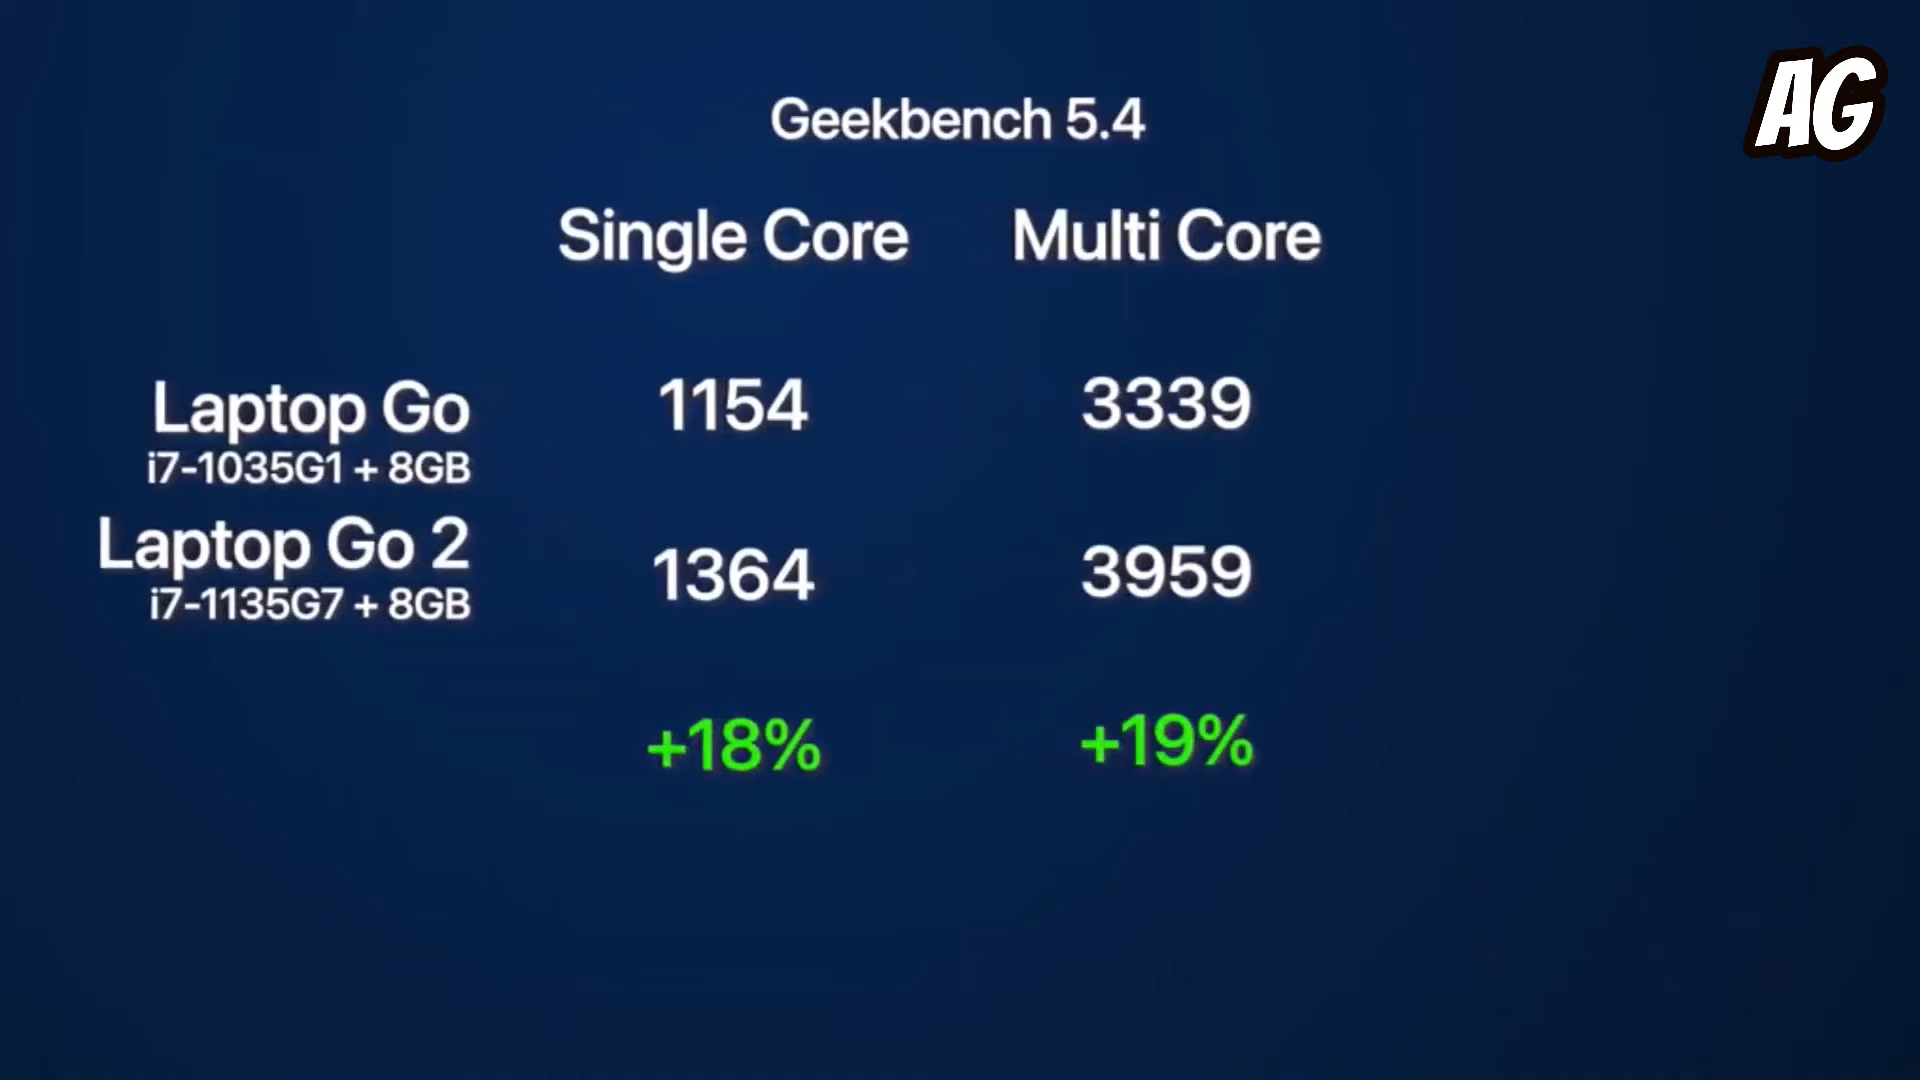 AG
Geekbench 5.4
Single Core Multi Core
Laptop Go 1154 3339
i7-1035G1 + 8GB
Laptop Go 2 1364 3959
i7-1135G7 + 8GB
+18% +19%